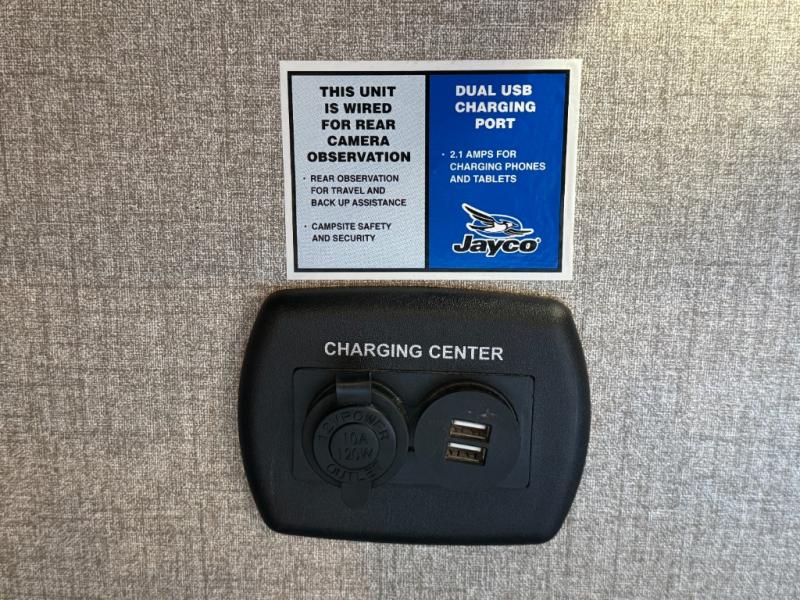 THIS UNIT
IS WIRED
FOR REAR
CAMERA
OBSERVATION
· REAR OBSERVATION
FOR TRAVEL AND
BACK UP ASSISTANCE
· CAMPSITE SAFETY
AND SECURITY
DUAL USB
CHARGING
PORT
· 2.1 AMPS FOR
CHARGING PHONES
AND TABLETS
Jayco
CHARGING CENTER
12V POWER
10A
120W
OUTLET